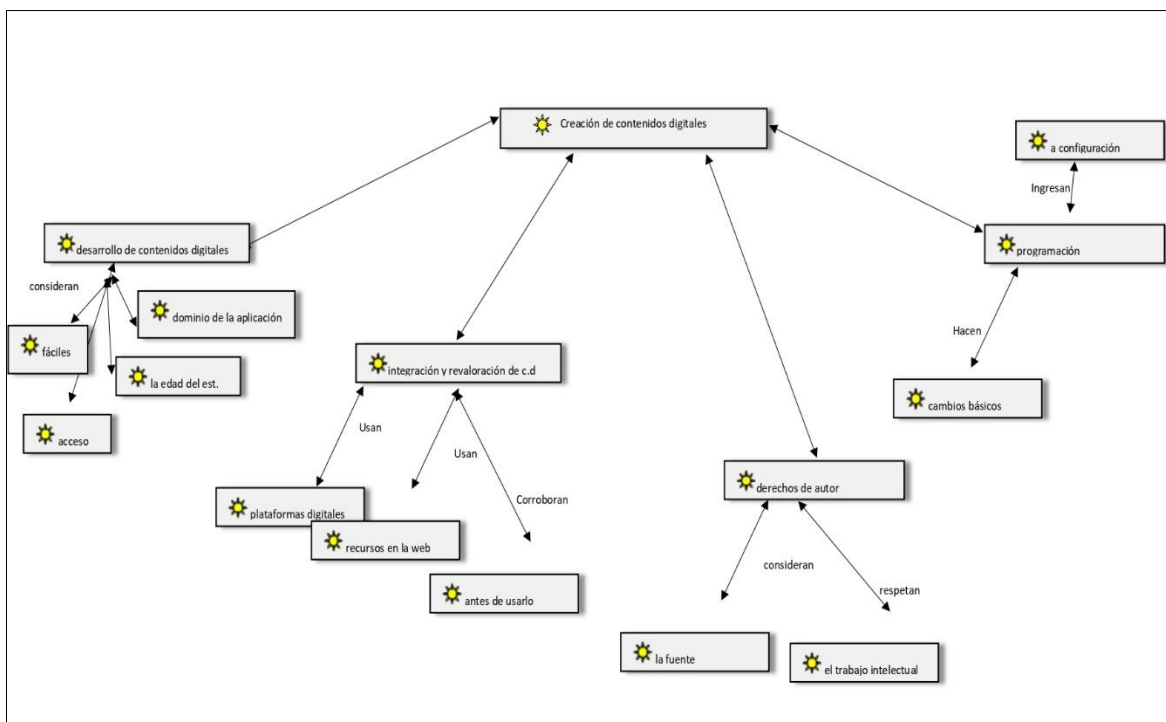 Creación de contenidos digitales
a configuración
Ingresan
desarrollo de contenidos digitales
programación
consideran
dominio de la aplicación
fáciles
la edad del est.
acceso
Hacen
integración y revaloración de c.d
cambios básicos
Usan
Usan
Corroboran
derechos de autor
plataformas digitales
recursos en la web
antes de usarlo
consideran
respetan
la fuente
el trabajo intelectual